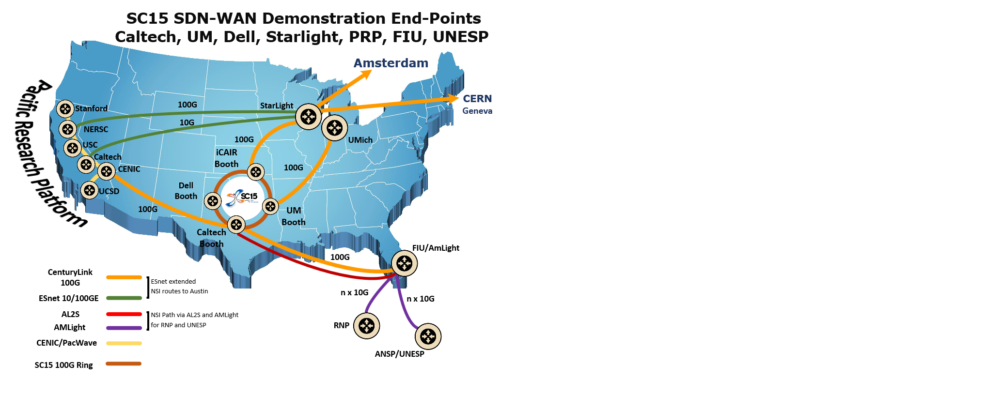 SC15 SDN-WAN Demonstration End-Points
Caltech, UM, Dell, Starlight, PRP, FIU, UNESP
Amsterdam
CERN
Geneva
Pacific Research Platform
Stanford
NERSC
USC
Caltech
CENIC
UCSD
100G
10G
StarLight
UMich
100G
iCAIR
Booth
100G
Dell
Booth
SC15
UM
Booth
100G
Caltech
Booth
100G
FIU/AmLight
n x 10G
n x 10G
RNP
ANSP/UNESP
CenturyLink
100G
ESnet extended
NSI routes to Austin
ESnet 10/100GE
AL2S
NSI Path via AL2S and AMLight
for RNP and UNESP
AMLight
CENIC/PacWave
SC15 100G Ring